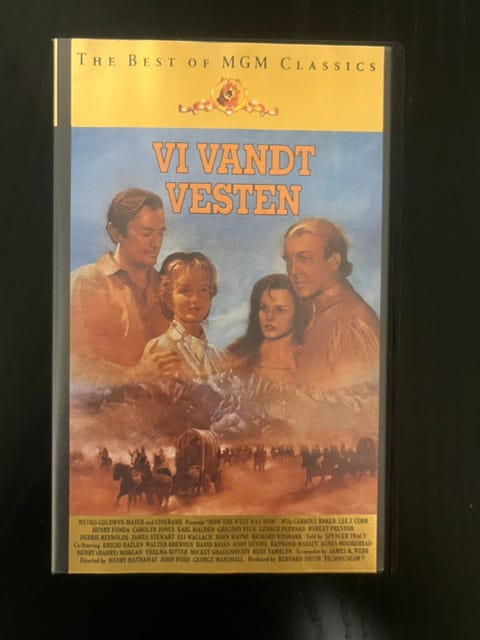 THE BEST OF MGM CLASSICS
VI VANDT
VESTEN
METRO-GOLDWYN-MAYER and CINERAMA Presents "HOW THE WEST WAS WON" With CARROLL BAKER LEE J. COBB
HENRY FONDA CAROLYN JONES KARL MALDEN GREGORY PECK GEORGE PEPPARD ROBERT PRESTON
DEBBIE REYNOLDS JAMES STEWART ELI WALLACH JOHN WAYNE RICHARD WIDMARK Told by SPENCER TRACY
Co-Starring BRIGID BAZLEN WALTER BRENNEN DAVID BRIAN ANDY DEVINE RAYMOND MASSEY AGNES MOOREHEAD
HENRY (HARRY) MORGAN THELMA RITTER MICKEY SHAUGHNESSY RUSS TAMBLYN Screenplay by JAMES R. WEBB
Directed by HENRY HATHAWAY JOHN FORD GEORGE MARSHALL Produced by BERNARD SMITH TECHNICOLOR